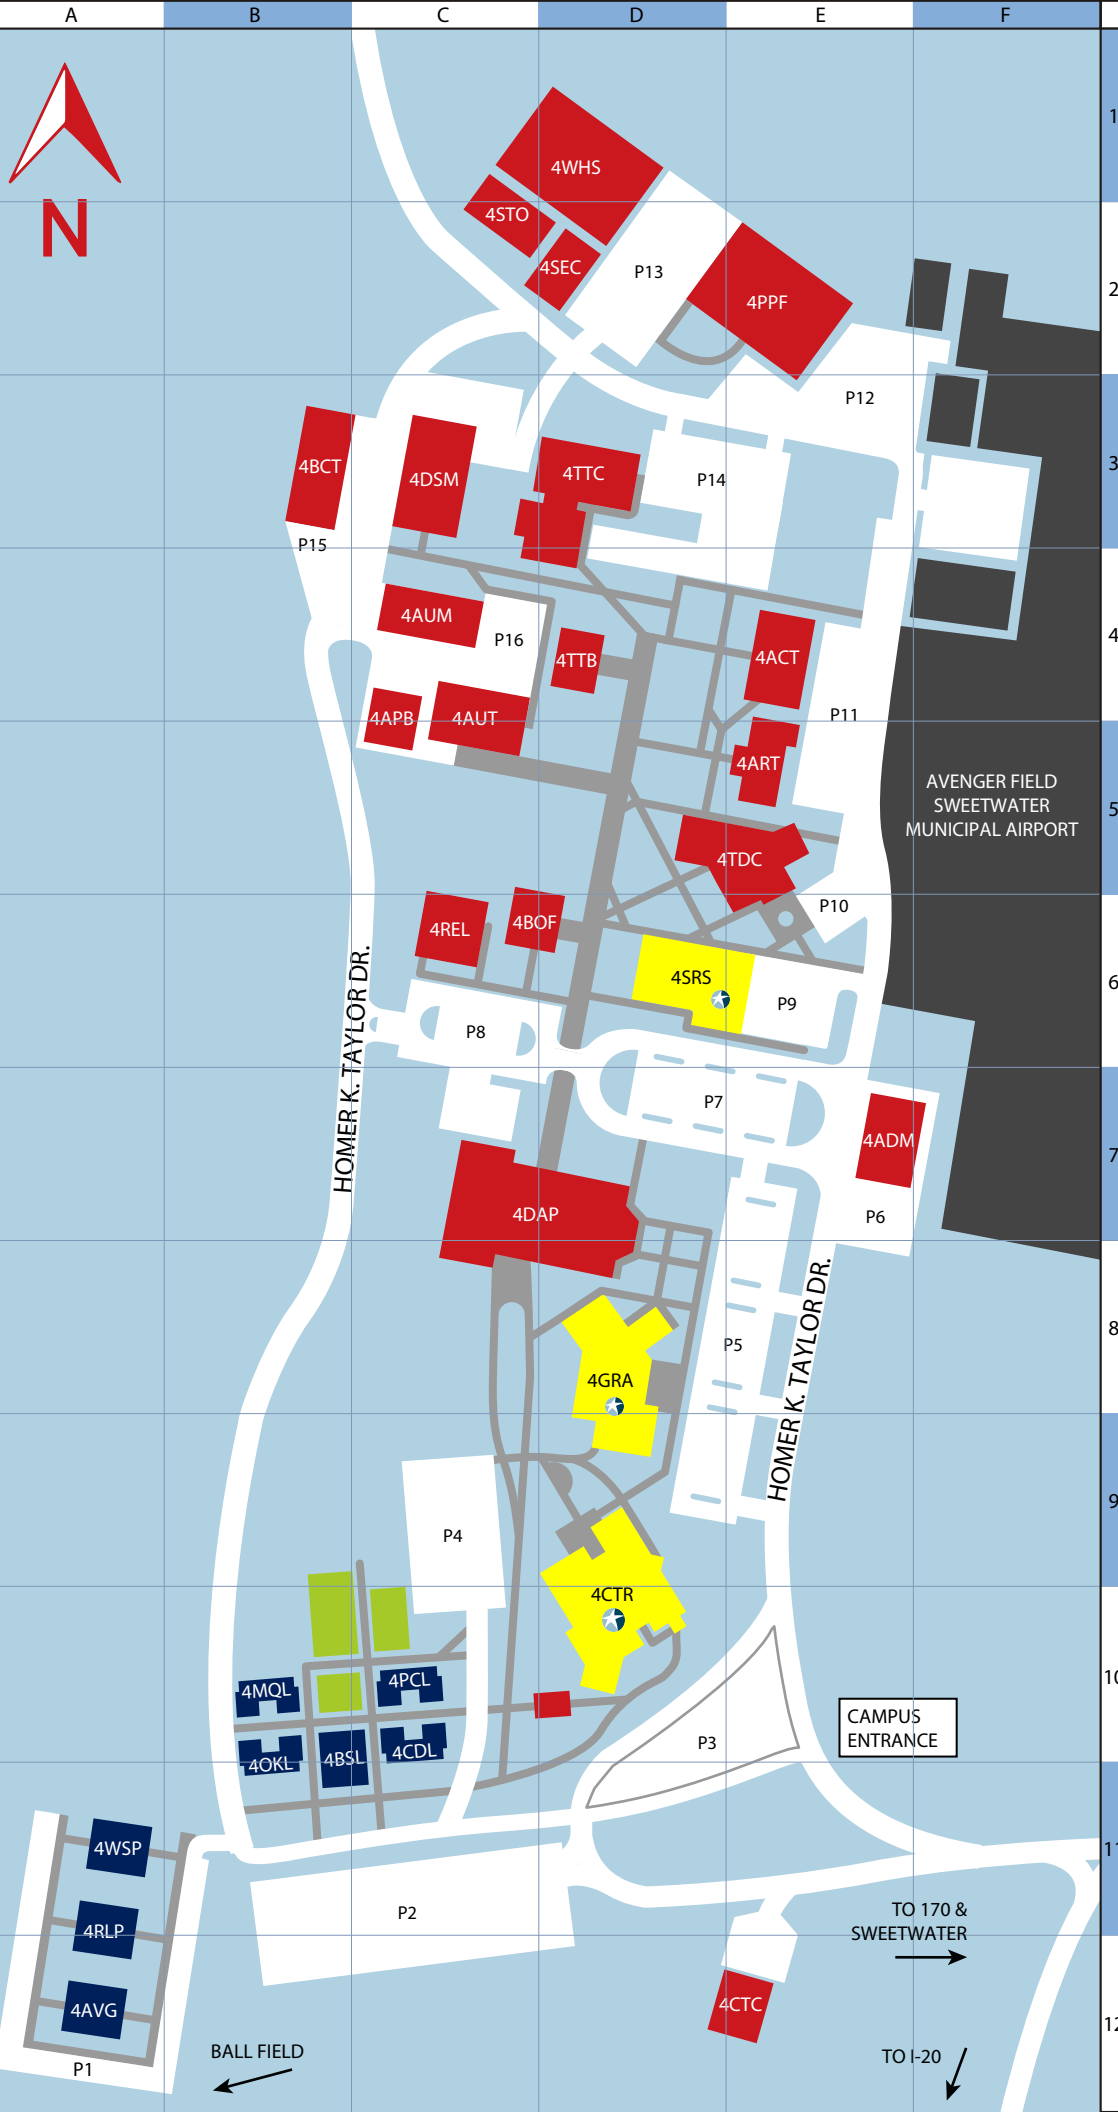 A B C D E F
1
N
4WHS
4STO
4SEC
P13
2
4PPF
P12
4BCT
4DSM
4TTC
P14
3
P15
4AUM
P16
4TTB
4ACT
4
4APB
4AUT
P11
4ART
AVENGER FIELD
SWEETWATER
MUNICIPAL AIRPORT
5
4TDC
P10
4REL
4BOF
4SRS
6
P9
P8
HOMER K. TAYLOR DR.
P7
4ADM
7
4DAP
P6
HOMER K. TAYLOR DR.
8
P5
4GRA
9
P4
4CTR
4MQL
4PCL
10
CAMPUS
ENTRANCE
4OKL
4BSL
4CDL
P3
4WSP
11
P2
TO 170 &
SWEETWATER
4RLP
4AVG
4CTC
12
P1
BALL FIELD
TO I-20